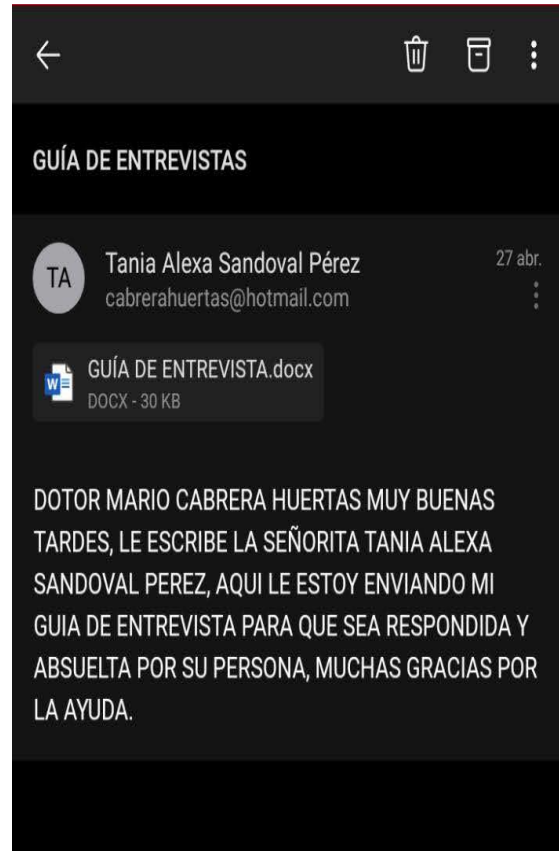 GUÍA DE ENTREVISTAS
TA
Tania Alexa Sandoval Pérez
27 abr.
cabrerahuertas@hotmail.com
GUÍA DE ENTREVISTA.docx
DOCX - 30 KB
DOTOR MARIO CABRERA HUERTAS MUY BUENAS
TARDES, LE ESCRIBE LA SEÑORITA TANIA ALEXA
SANDOVAL PEREZ, AQUI LE ESTOY ENVIANDO MI
GUIA DE ENTREVISTA PARA QUE SEA RESPONDIDA Y
ABSUELTA POR SU PERSONA, MUCHAS GRACIAS POR
LA AYUDA.